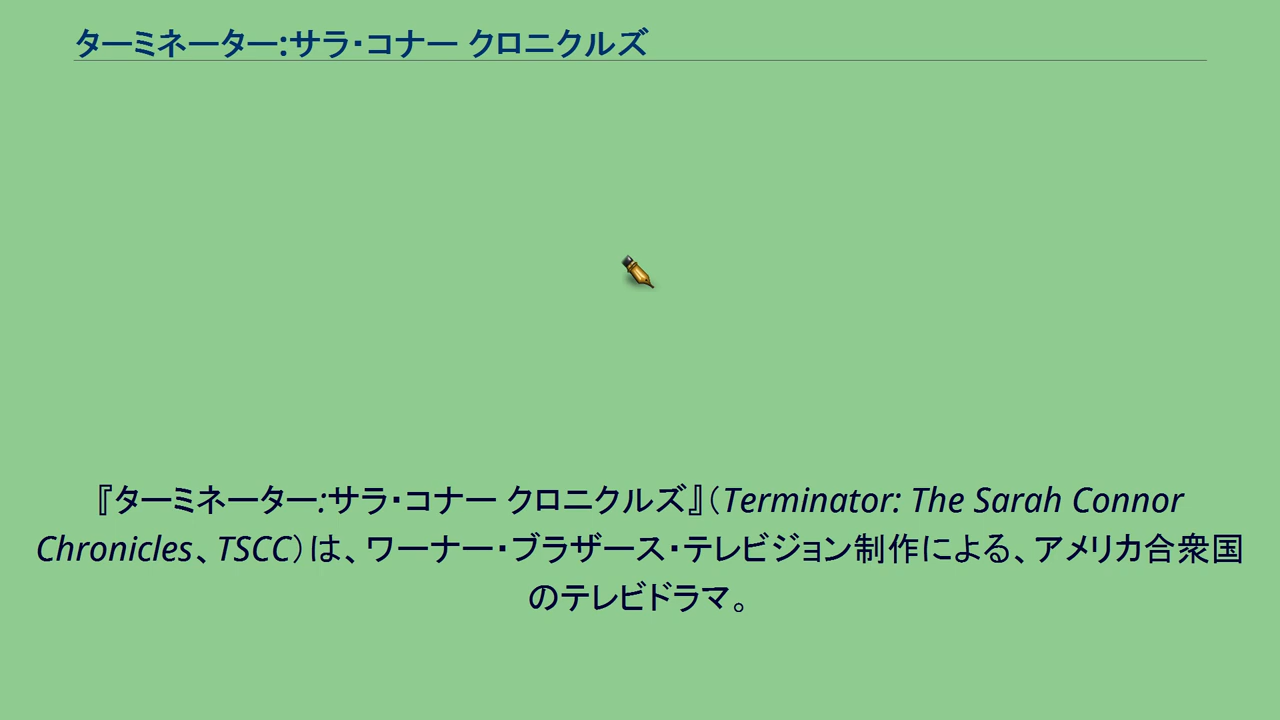 ターミネーター:サラ・コナー クロニクルズ
『ターミネーター:サラ・コナー クロニクルズ』（Terminator: The Sarah Connor
Chronicles、TSCC）は、ワーナー・ブラザース・テレビジョン制作による、アメリカ合衆国
のテレビドラマ。